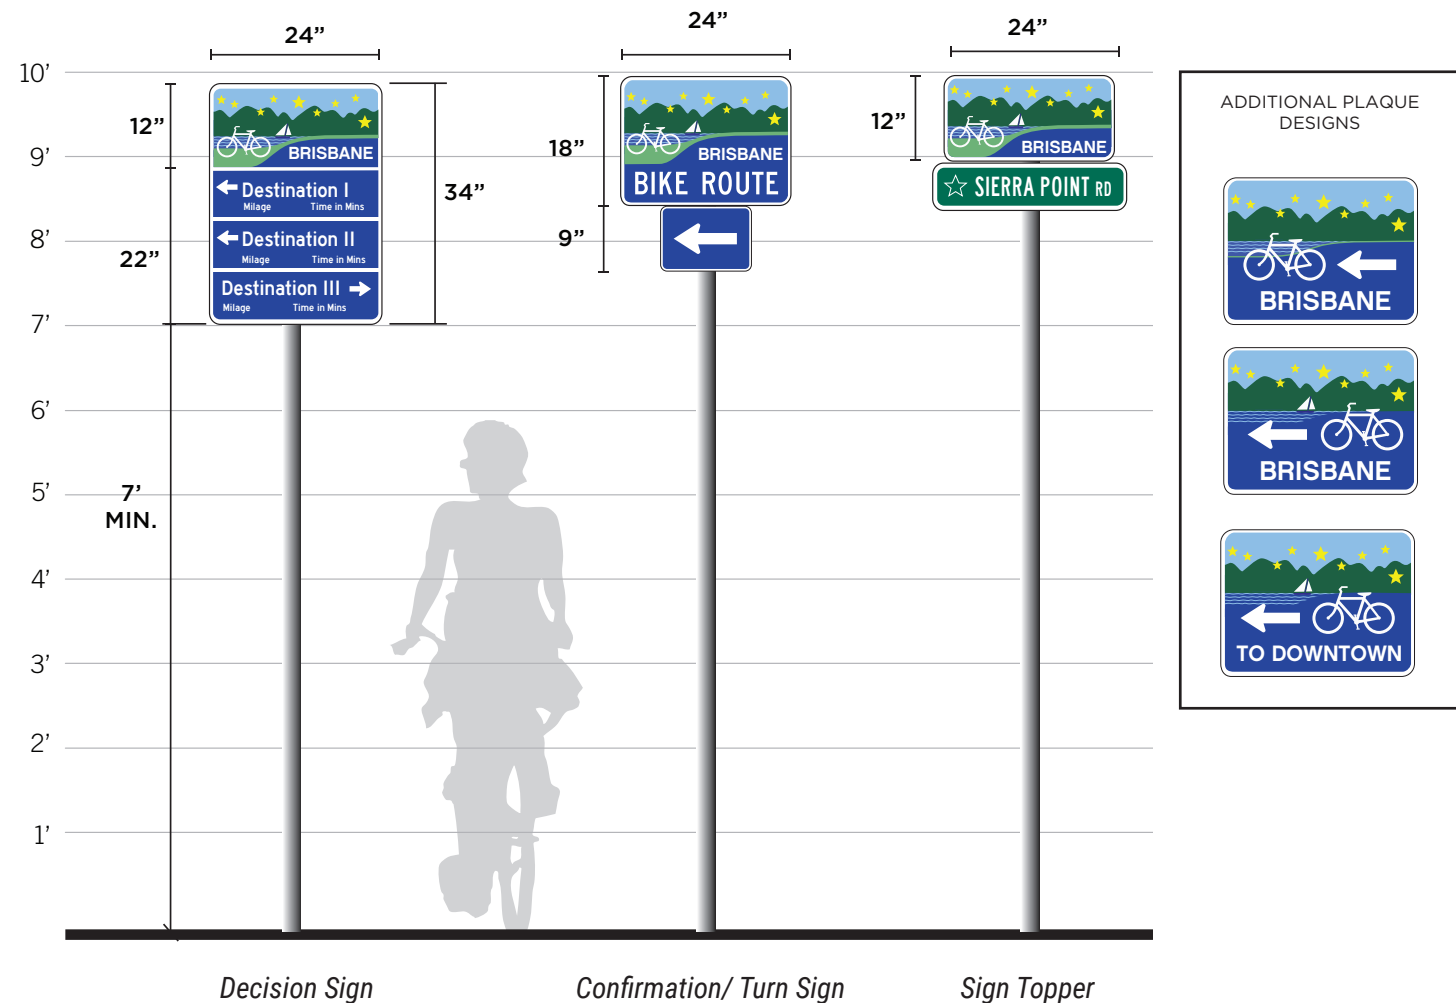 24”
24”
24”
10’
9’
8’
7’
6’
5’
4’
3’
2’
1’
12”
22”
34”
7’
MIN.
BRISBANE
Destination I
Milage Time in Mins
Destination II
Milage Time in Mins
Destination III
Milage Time in Mins
18”
9”
BRISBANE
BIKE ROUTE
12”
BRISBANE
SIERRA POINT RD
ADDITIONAL PLAQUE
DESIGNS
BRISBANE
BRISBANE
TO DOWNTOWN
Decision Sign
Confirmation/ Turn Sign
Sign Topper